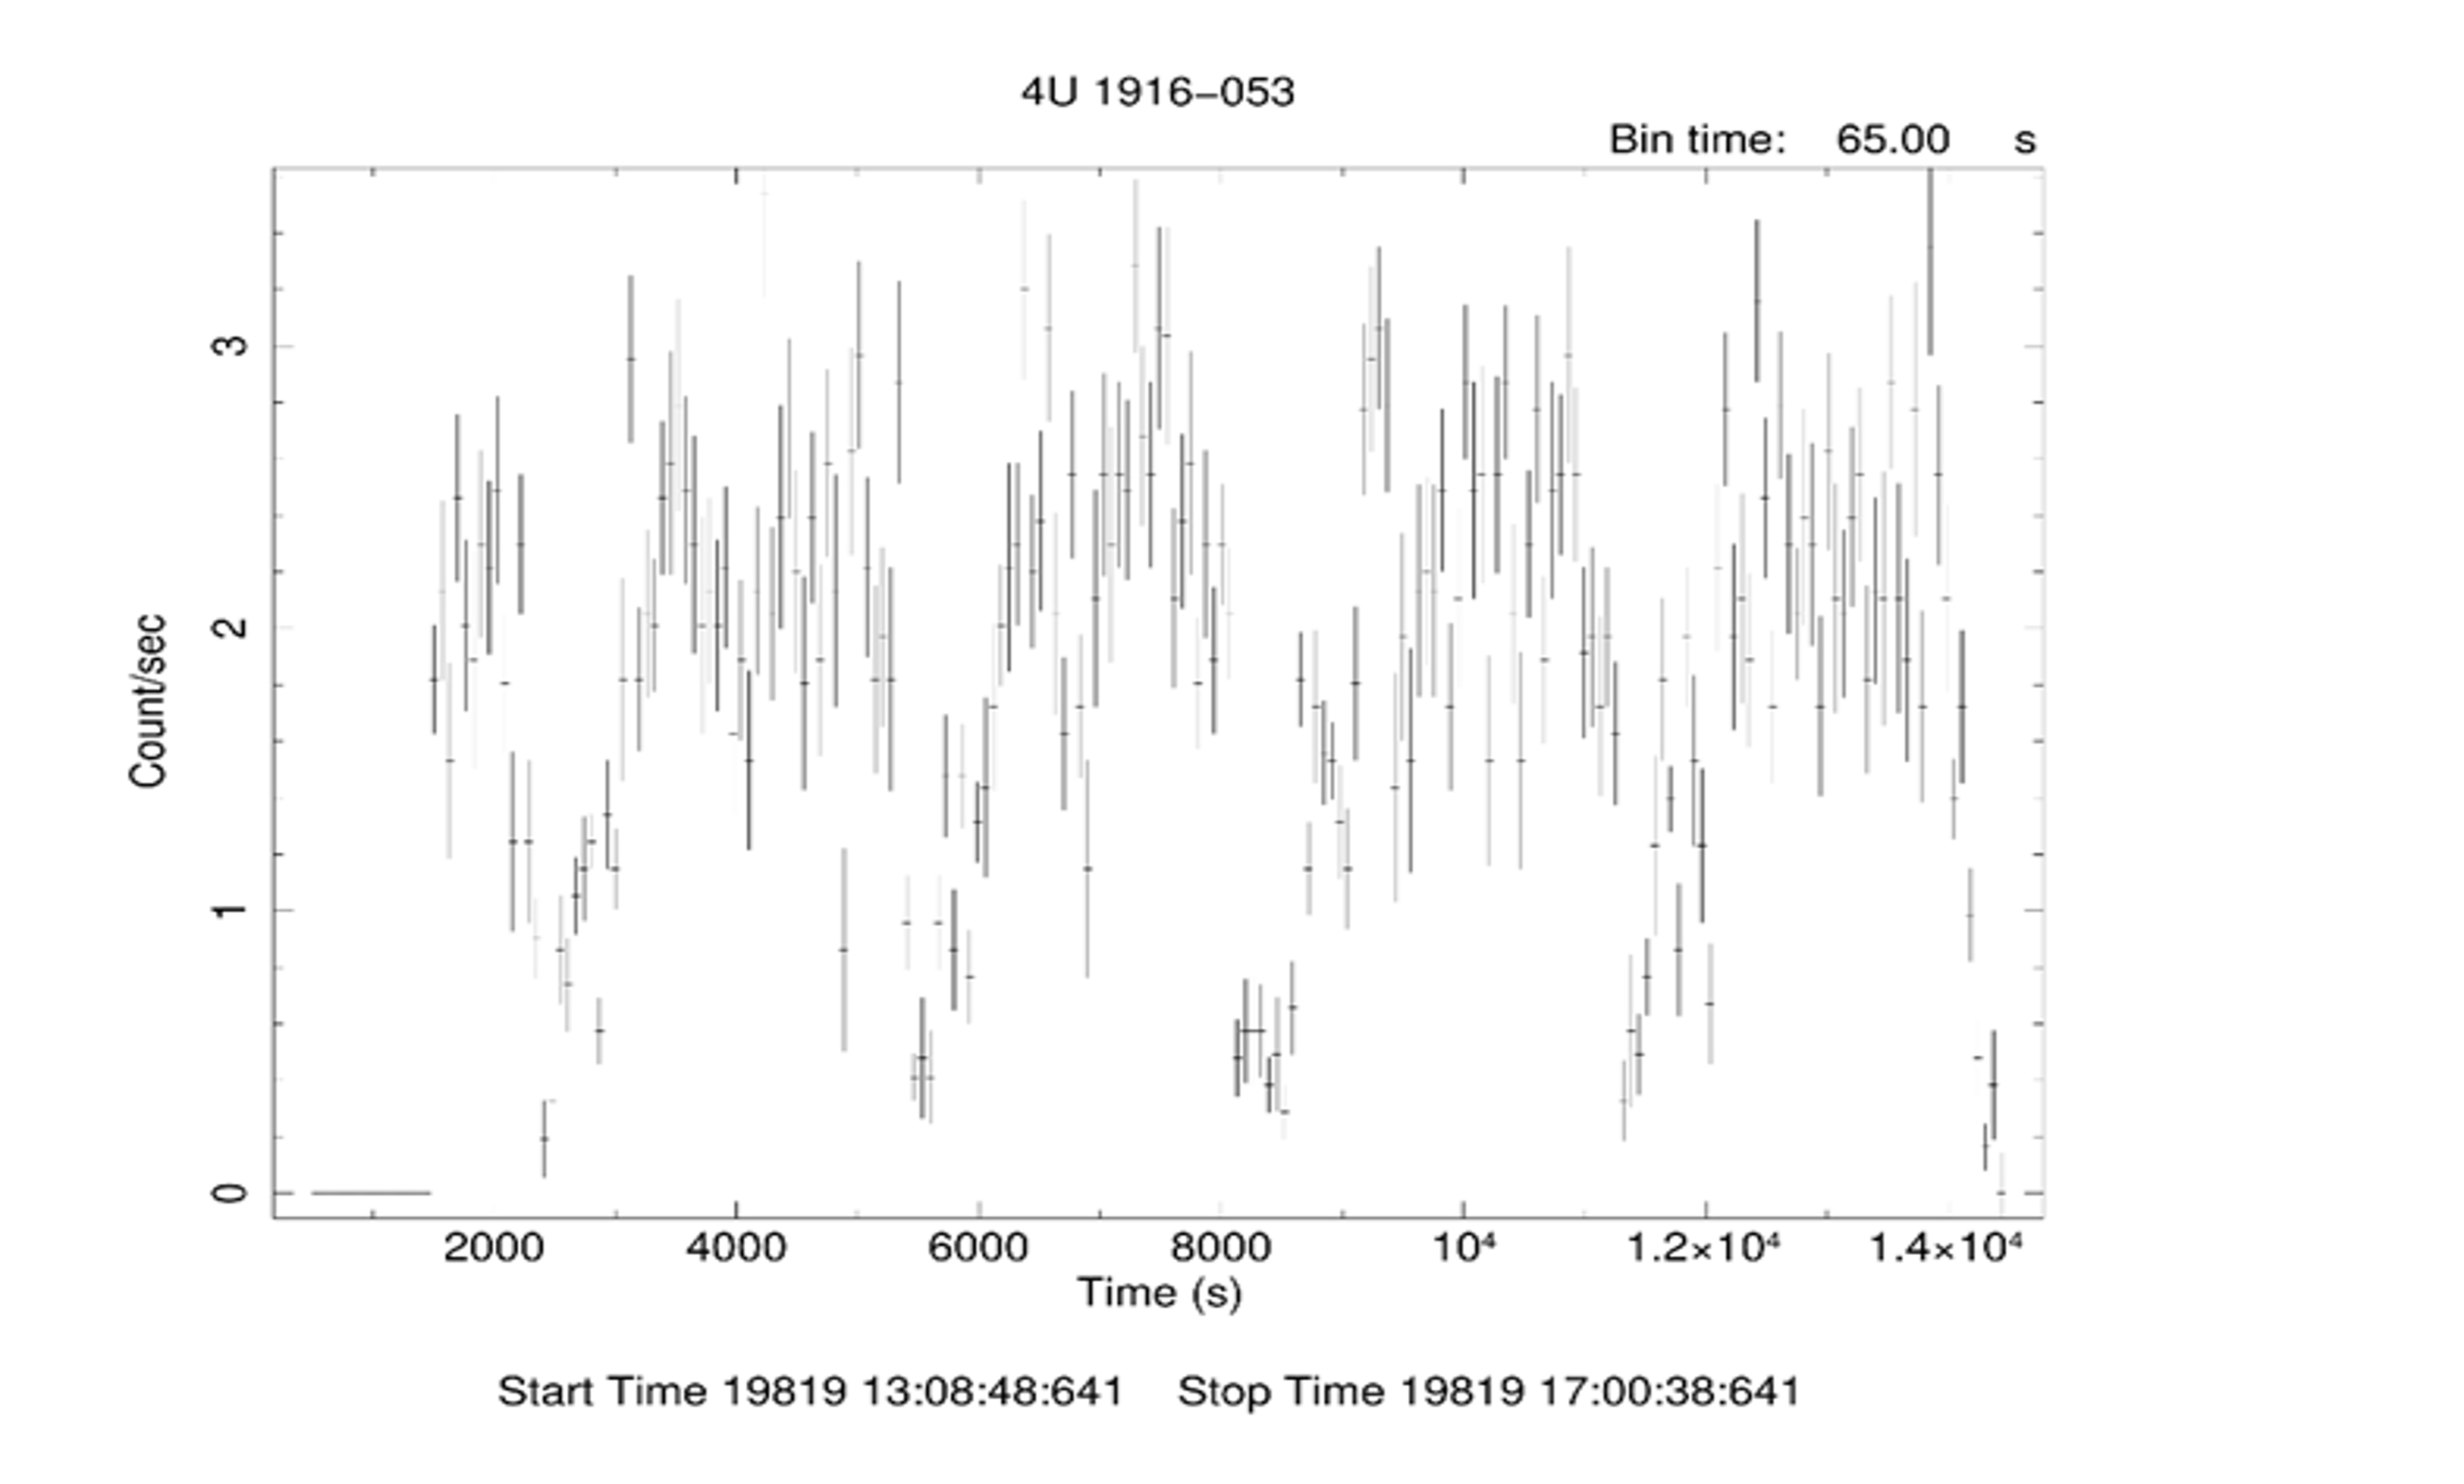 4U 1916−053
Bin time: 65.00 s
3
2
1
0
Count/sec
2000 4000 6000 8000 10⁴ 1.2×10⁴ 1.4×10⁴
Time (s)
Start Time 19819 13:08:48:641 Stop Time 19819 17:00:38:641